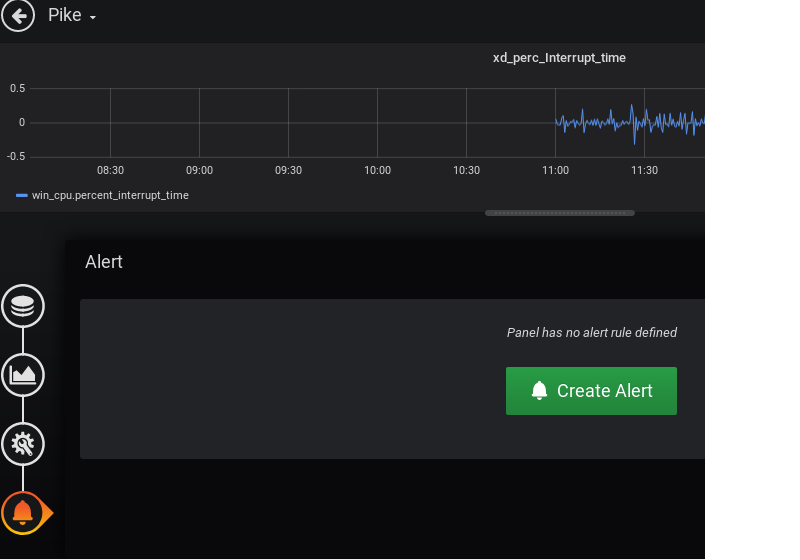 Pike
xd_perc_Interrupt_time
0.5
0
-0.5
08:30 09:00 09:30 10:00 10:30 11:00 11:30
win_cpu.percent_interrupt_time
Alert
Panel has no alert rule defined
Create Alert